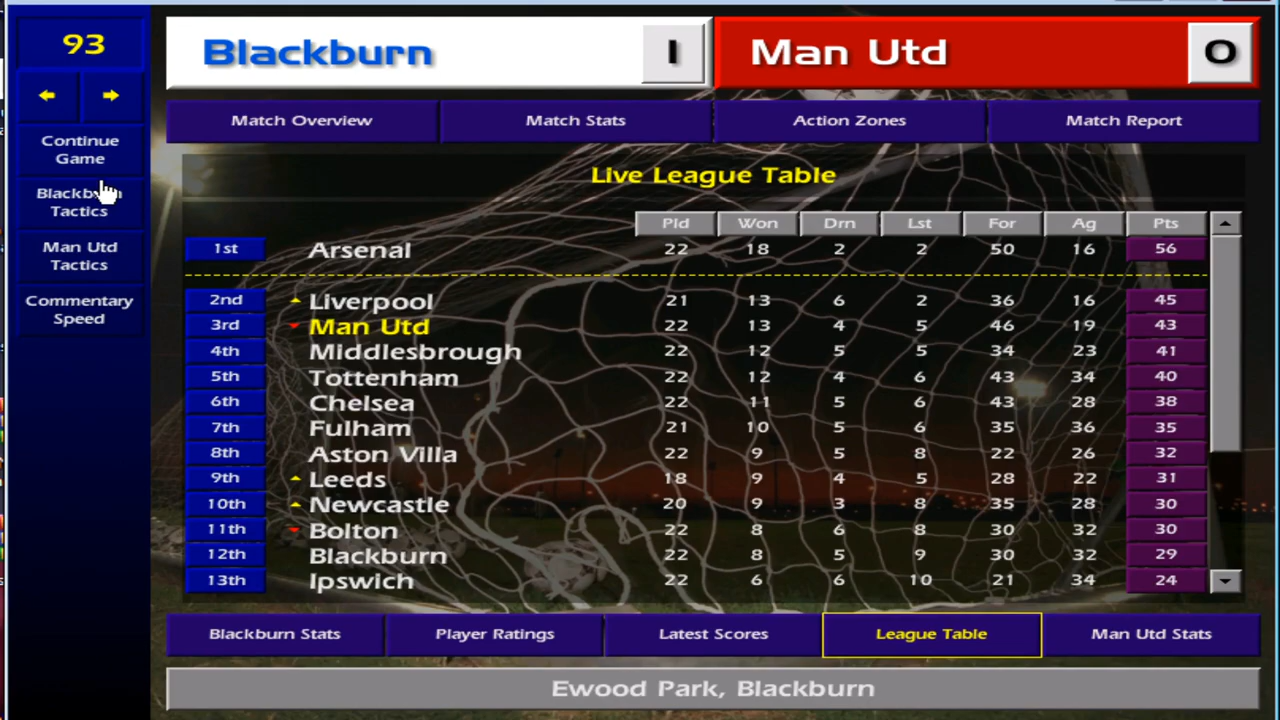 93
Blackburn 1 Man Utd 0
Match Overview Match Stats Action Zones Match Report
Continue
Game
Blackburn
Tactics
Man Utd
Tactics
Commentary
Speed
Live League Table
Pld Won Drn Lst For Ag Pts
1st Arsenal 22 18 2 2 50 16 56
2nd Liverpool 21 13 6 2 36 16 45
3rd Man Utd 22 13 4 5 46 19 43
4th Middlesbrough 22 12 5 5 34 23 41
5th Tottenham 22 12 4 6 43 34 40
6th Chelsea 22 11 5 6 43 28 38
7th Fulham 21 10 5 6 35 36 35
8th Aston Villa 22 9 5 8 22 26 32
9th Leeds 18 9 4 5 28 22 31
10th Newcastle 20 9 3 8 35 28 30
11th Bolton 22 8 6 8 30 32 30
12th Blackburn 22 8 5 9 30 32 29
13th Ipswich 22 6 6 10 21 34 24
Blackburn Stats Player Ratings Latest Scores League Table Man Utd Stats
Ewood Park, Blackburn